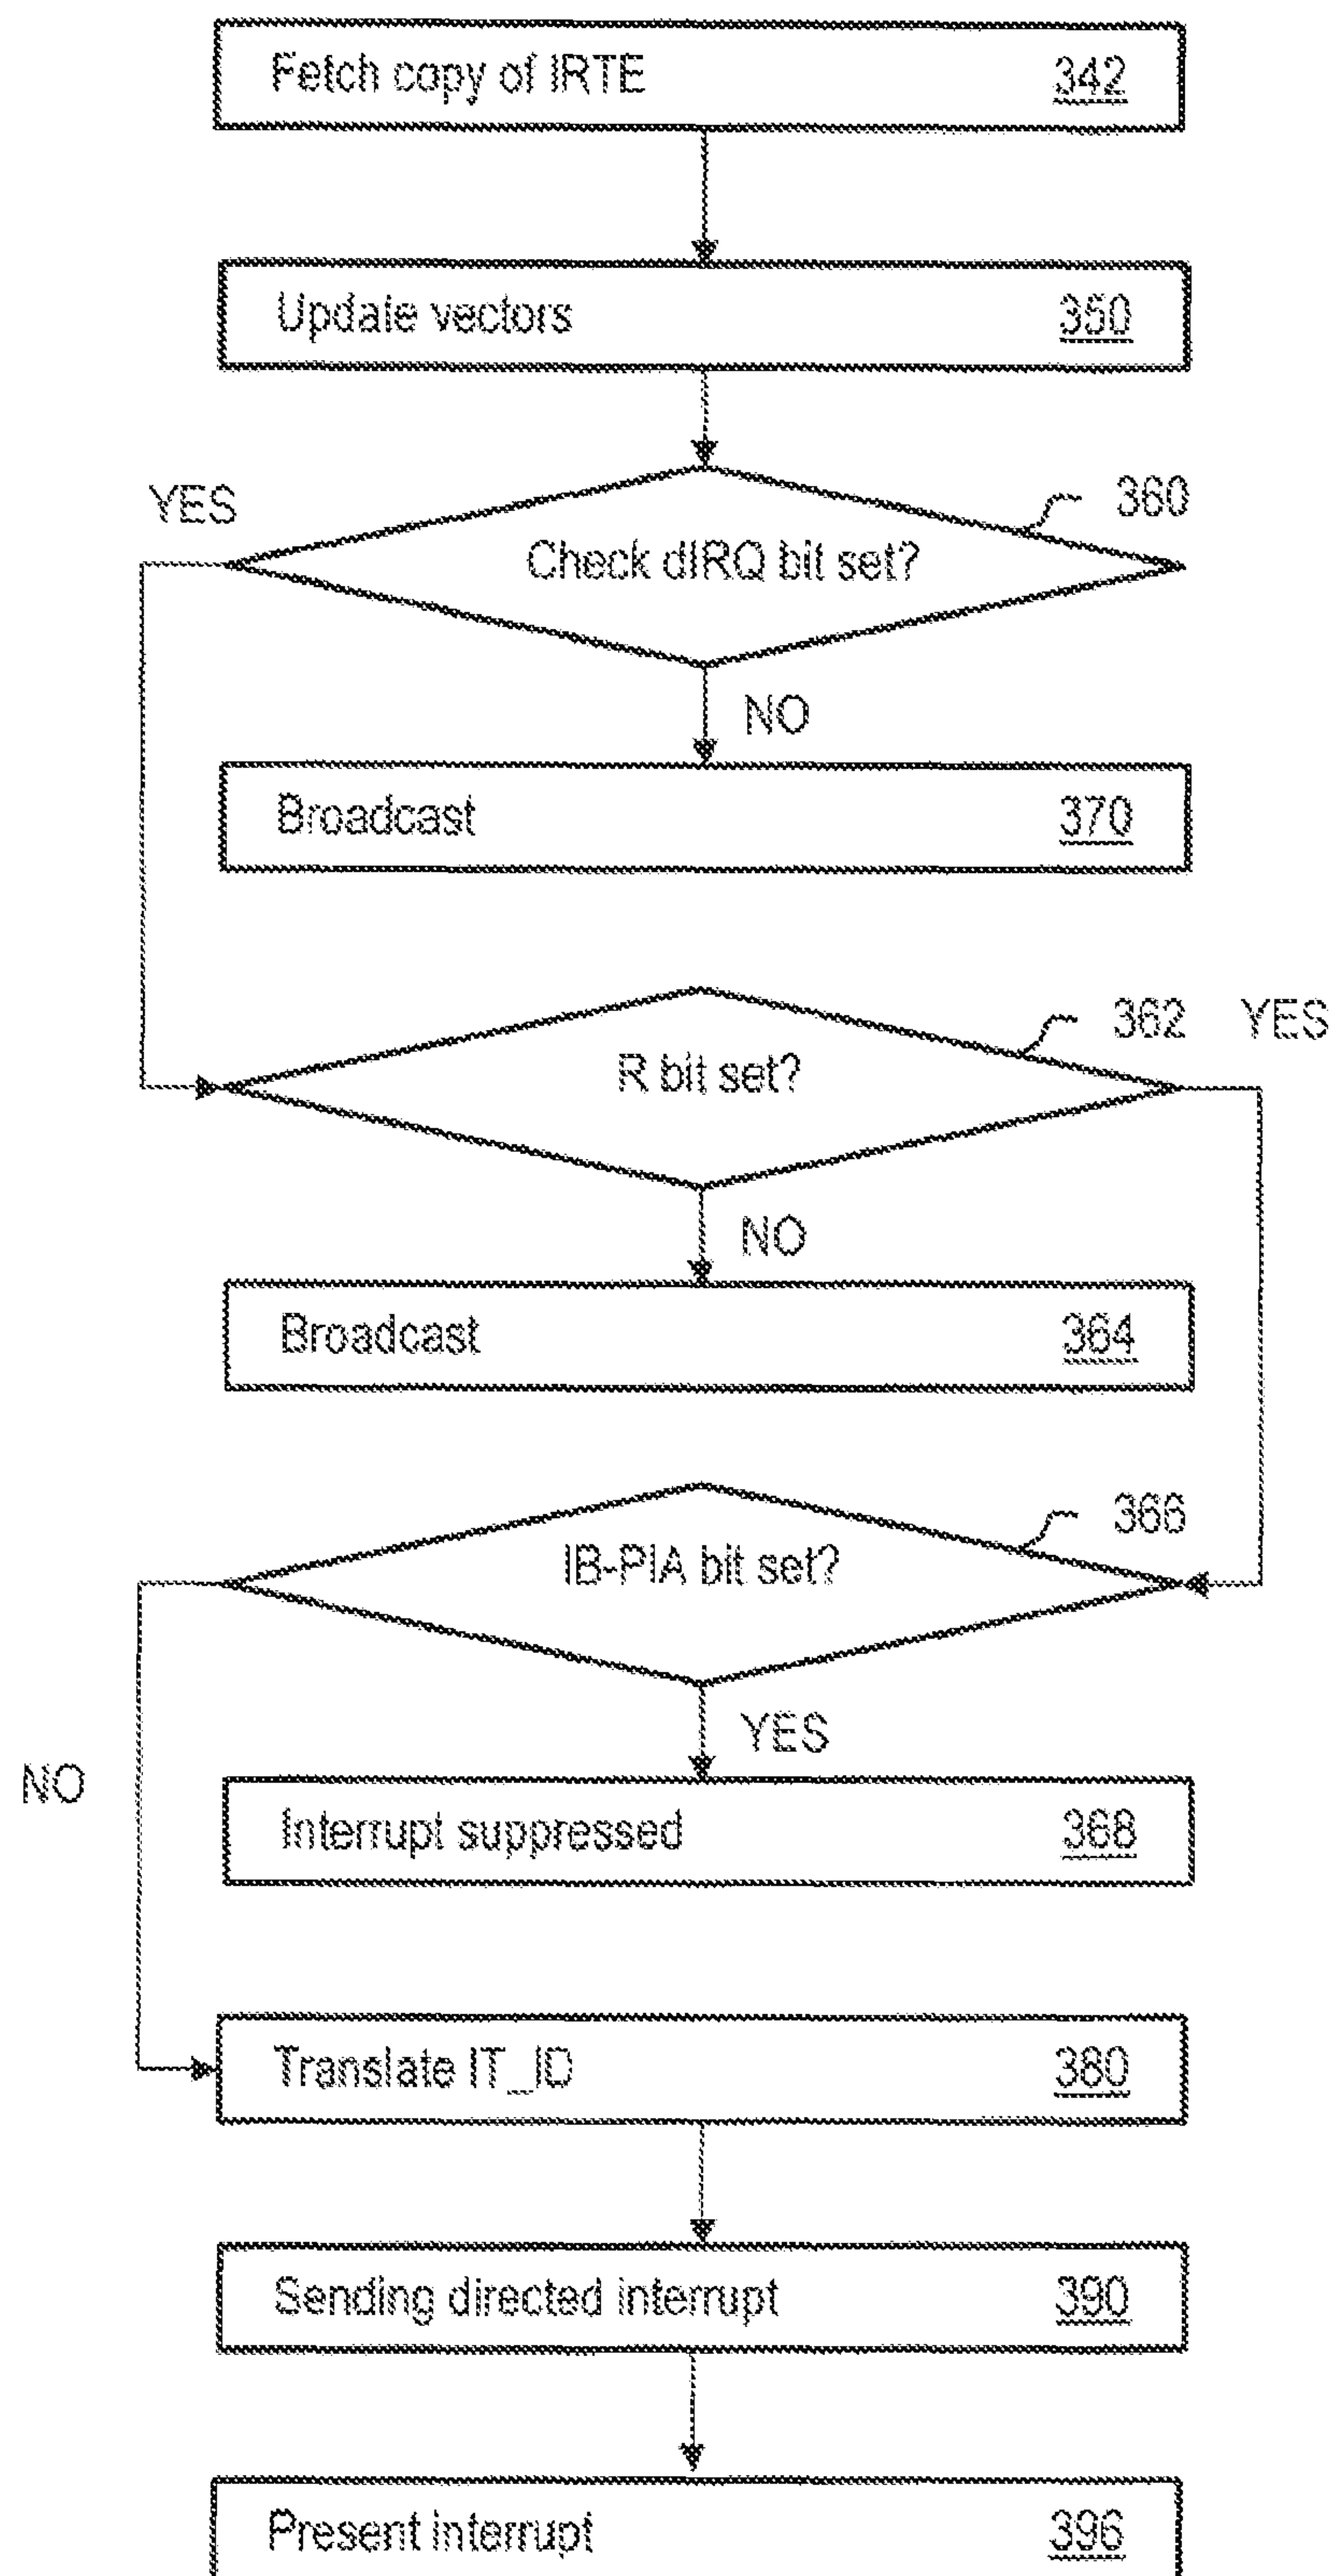 Fetch copy of IRTE 342
Update vectors 350
YES
360
Check dIRQ bit set?
NO
Broadcast 370
362 YES
R bit set?
NO
Broadcast 364
366
IB-PIA bit set?
YES
NO
Interrupt suppressed 368
Translate IT_ID 380
Sending directed interrupt 390
Present interrupt 396